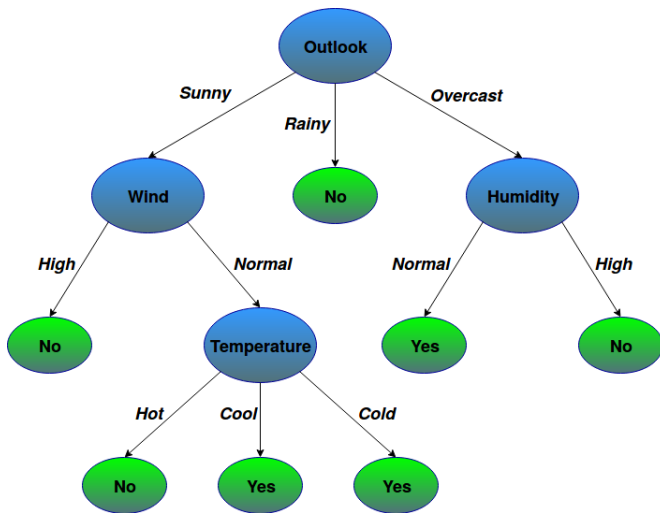 Outlook
Sunny
Rainy
Overcast
Wind
No
Humidity
High
Normal
Normal
High
No
Temperature
Yes
No
Hot
Cool
Cold
No
Yes
Yes